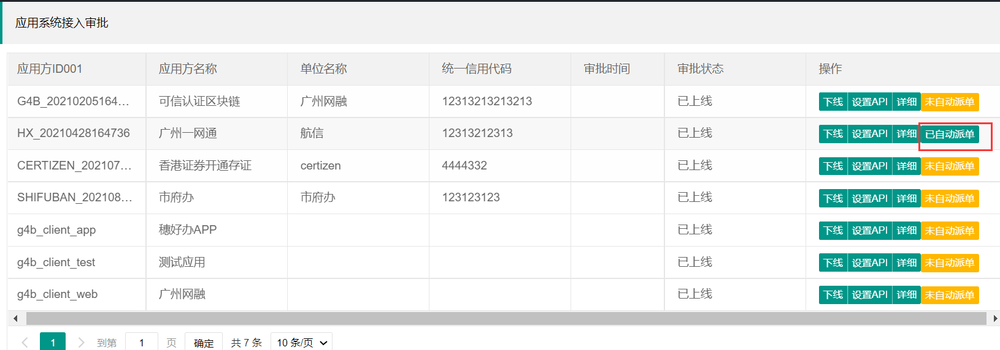 应用系统接入审批
应用方ID001 应用方名称 单位名称 统一信用代码 审批时间 审批状态 操作
G4B_20210205164... 可信认证区块链 广州网融 12313213213213 已上线 下线 设置API 详细 未自动派单
HX_20210428164736 广州一网通 航信 12313212313 已上线 下线 设置API 详细 已自动派单
CERTIZEN_202107... 香港证券开通存证 certizen 4444332 已上线 下线 设置API 详细 未自动派单
SHIFUBAN_202108... 市府办 市府办 123123123 已上线 下线 设置API 详细 未自动派单
g4b_client_app 穗好办APP 已上线 下线 设置API 详细 未自动派单
g4b_client_test 测试应用 已上线 下线 设置API 详细 未自动派单
g4b_client_web 广州网融 已上线 下线 设置API 详细 未自动派单
1 到第 1 页 确定 共 7 条 10 条/页